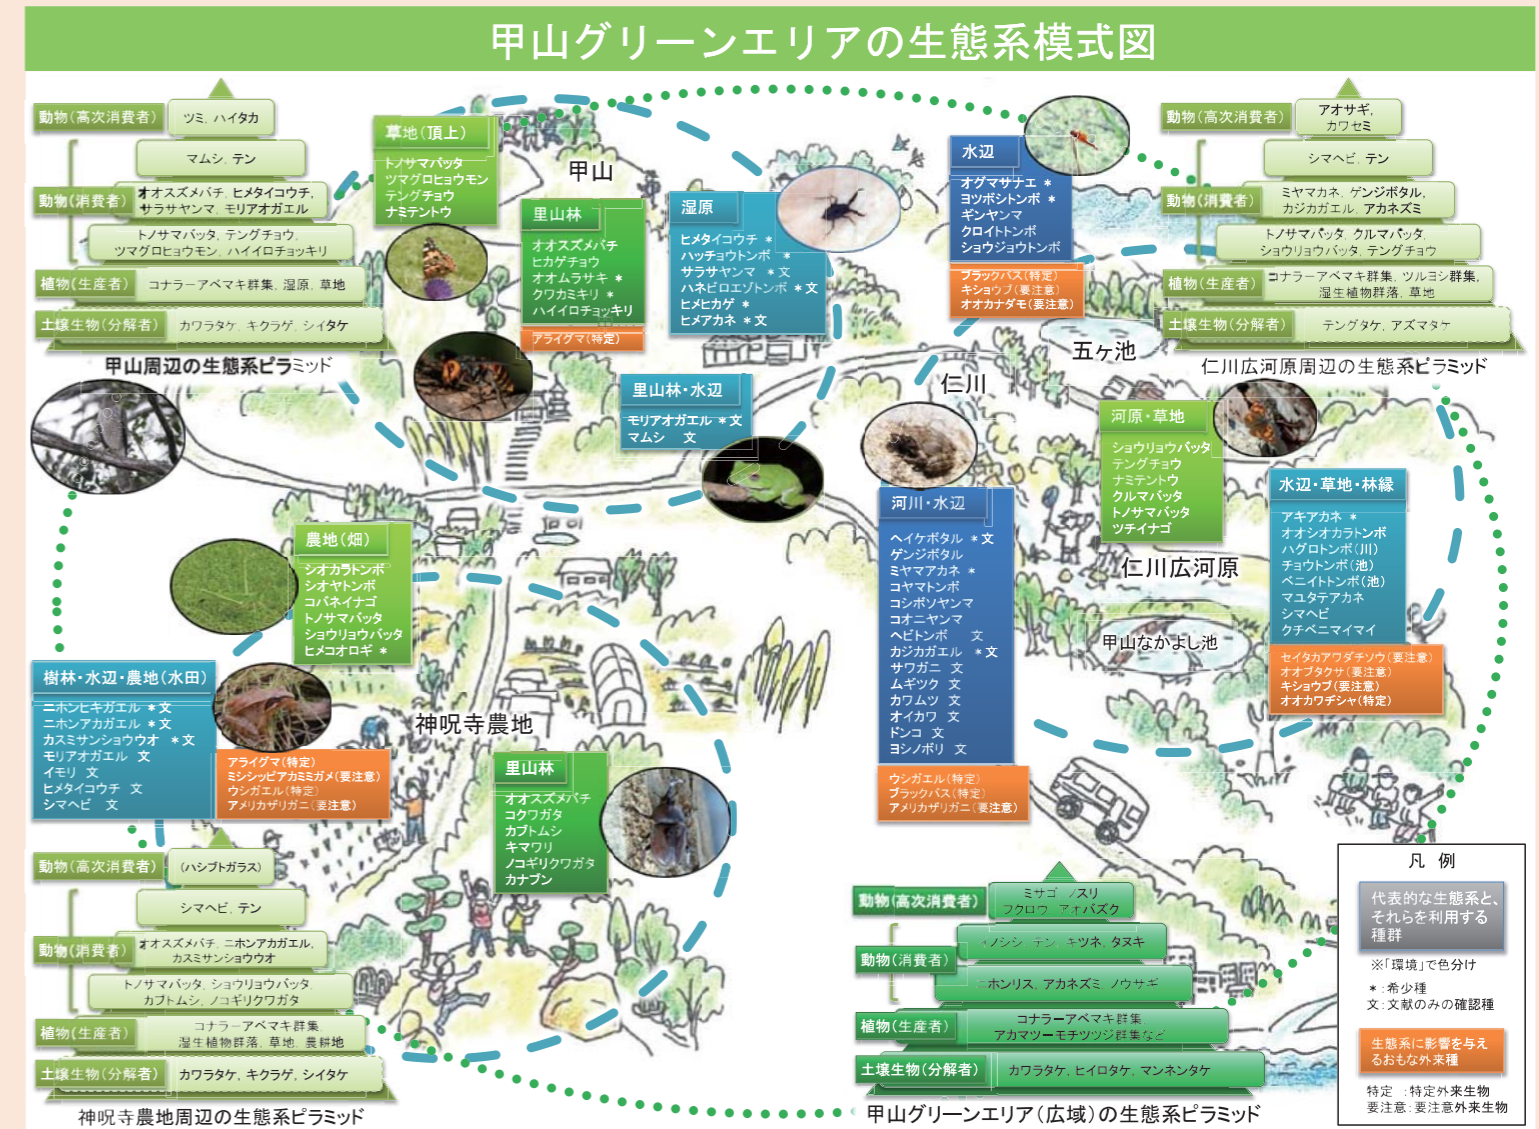 甲山グリーンエリアの生態系模式図
動物(高次消費者)
ツミ、ハイタカ
マムシ、テン
動物(消費者)
オオスズメバチ、ヒメタイコウチ、
サラサヤンマ、モリアオガエル
トノサマバッタ、テングチョウ、
ツマグロヒョウモン、ハイイロチョッキリ
植物(生産者)
コナラーアベマキ群集、湿原、草地
土壌生物(分解者)
カワラタケ、キクラゲ、シイタケ
甲山周辺の生態系ピラミッド
草地(頂上)
トノサマバッタ
ツマグロヒョウモン
テングチョウ
ナミテントウ
甲山
里山林
オオスズメバチ
ヒカゲチョウ
オオムラサキ *
クワカミキリ *
ハイイロチョッキリ
アライグマ(特定)
湿原
ヒメタイコウチ *
ハッチョウトンボ *
サラサヤンマ *文
ハネビロエゾトンボ *文
ヒメヒカゲ *
ヒメアカネ *文
里山林・水辺
モリアオガエル *文
マムシ 文
水辺
オグマサナエ *
ヨツボシトンボ *
ギンヤンマ
クロイトトンボ
ショウジョウトンボ
ブラックバス(特定)
キショウブ(要注意)
オオカナダモ(要注意)
動物(高次消費者)
アオサギ、
カワセミ
シマヘビ、テン
動物(消費者)
ミヤマカネ、ゲンジボタル、
カジカガエル、アカネズミ
トノサマバッタ、クルマバッタ、
ショウリョウバッタ、テングチョウ
植物(生産者)
コナラーアベマキ群集、ツルヨシ群集、
湿生植物群落、草地
土壌生物(分解者)
テングタケ、アズマタケ
仁川広河原周辺の生態系ピラミッド
五ヶ池
仁川
河原・草地
ショウリョウバッタ
テングチョウ
ナミテントウ
クルマバッタ
トノサマバッタ
ツチイナゴ
仁川広河原
甲山なかよし池
水辺・草地・林縁
アキアカネ *
オオシオカラトンボ
ハグロトンボ(川)
チョウトンボ(池)
ベニイトトンボ(池)
マユタテアカネ
シマヘビ
クチベニマイマイ
セイタカアワダチソウ(要注意)
オオブタクサ(要注意)
キショウブ(要注意)
オオカワヂシャ(特定)
河川・水辺
ヘイケボタル *文
ゲンジボタル
ミヤマアカネ *
コヤマトンボ
コシボソヤンマ
コオニヤンマ
ヘビトンボ 文
カジカガエル *文
サワガニ 文
ムギツク 文
カワムツ 文
オイカワ 文
ドンコ 文
ヨシノボリ 文
ウシガエル(特定)
ブラックバス(特定)
アメリカザリガニ(要注意)
農地(畑)
シオカラトンボ
シオヤトンボ
コバネイナゴ
トノサマバッタ
ショウリョウバッタ
ヒメコオロギ *
樹林・水辺・農地(水田)
ニホンヒキガエル *文
ニホンアカガエル *文
カスミサンショウウオ *文
モリアオガエル 文
イモリ 文
ヒメタイコウチ 文
シマヘビ 文
アライグマ(特定)
ミシシッピアカミミガメ(要注意)
ウシガエル(特定)
アメリカザリガニ(要注意)
神呪寺農地
里山林
オオスズメバチ
コクワガタ
カブトムシ
キマワリ
ノコギリクワガタ
カナブン
動物(高次消費者)
(ハシブトガラス)
シマヘビ、テン
動物(消費者)
オオスズメバチ、ニホンアカガエル、
カスミサンショウウオ
トノサマバッタ、ショウリョウバッタ、
カブトムシ、ノコギリクワガタ
植物(生産者)
コナラーアベマキ群集、
湿生植物群落、草地、農耕地
土壌生物(分解者)
カワラタケ、キクラゲ、シイタケ
神呪寺農地周辺の生態系ピラミッド
動物(高次消費者)
ミサゴ、ノスリ
フクロウ、アオバズク
動物(消費者)
イノシシ、テン、キツネ、タヌキ
ニホンリス、アカネズミ、ノウサギ
植物(生産者)
コナラーアベマキ群集、
アカマツーモチツツジ群集など
土壌生物(分解者)
カワラタケ、ヒイロタケ、マンネンタケ
甲山グリーンエリア(広域)の生態系ピラミッド
凡 例
代表的な生態系と、
それらを利用する
種群
※「環境」で色分け
*:希少種
文:文献のみの確認種
生態系に影響を与え
るおもな外来種
特定 :特定外来生物
要注意:要注意外来生物